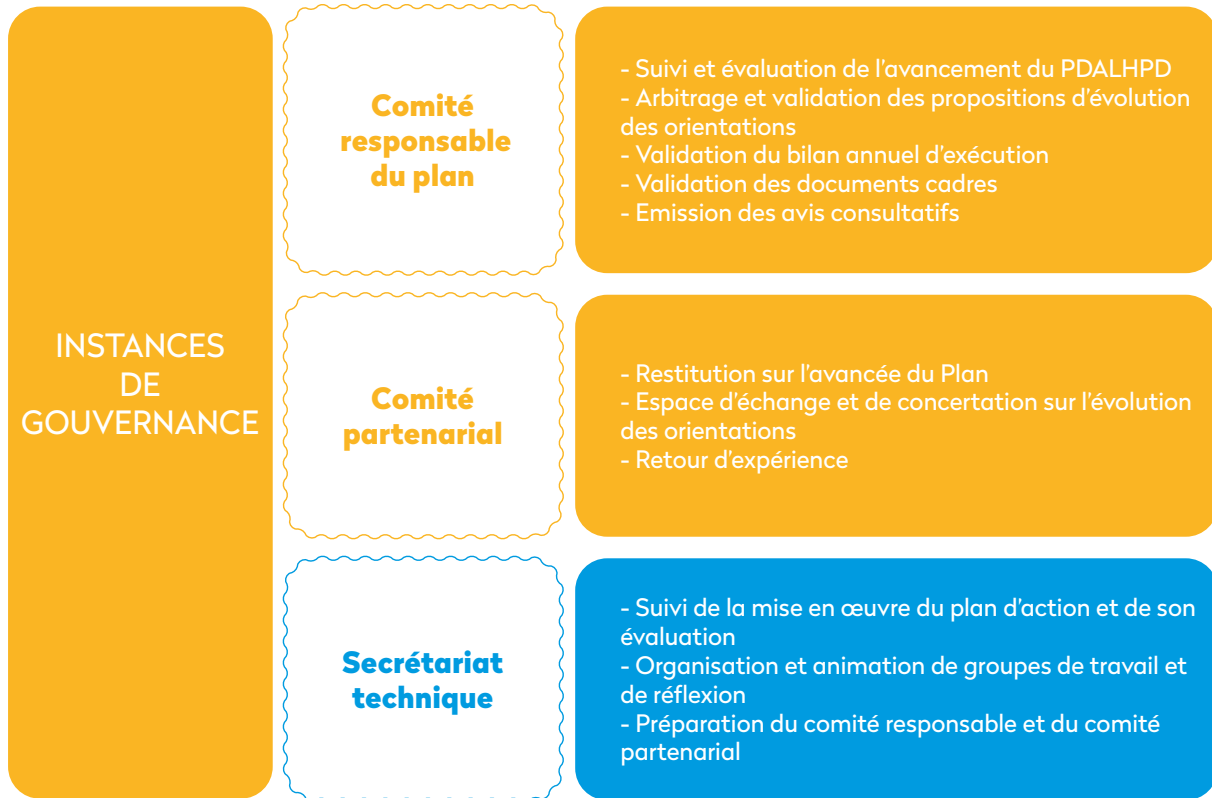 INSTANCES
DE
GOUVERNANCE
Comité
responsable
du plan
- Suivi et évaluation de l'avancement du PDALHPD
- Arbitrage et validation des propositions d'évolution
des orientations
- Validation du bilan annuel d'exécution
- Validation des documents cadres
- Emission des avis consultatifs
Comité
partenarial
- Restitution sur l'avancée du Plan
- Espace d'échange et de concertation sur l'évolution
des orientations
- Retour d'expérience
Secrétariat
technique
- Suivi de la mise en œuvre du plan d'action et de son
évaluation
- Organisation et animation de groupes de travail et
de réflexion
- Préparation du comité responsable et du comité
partenarial